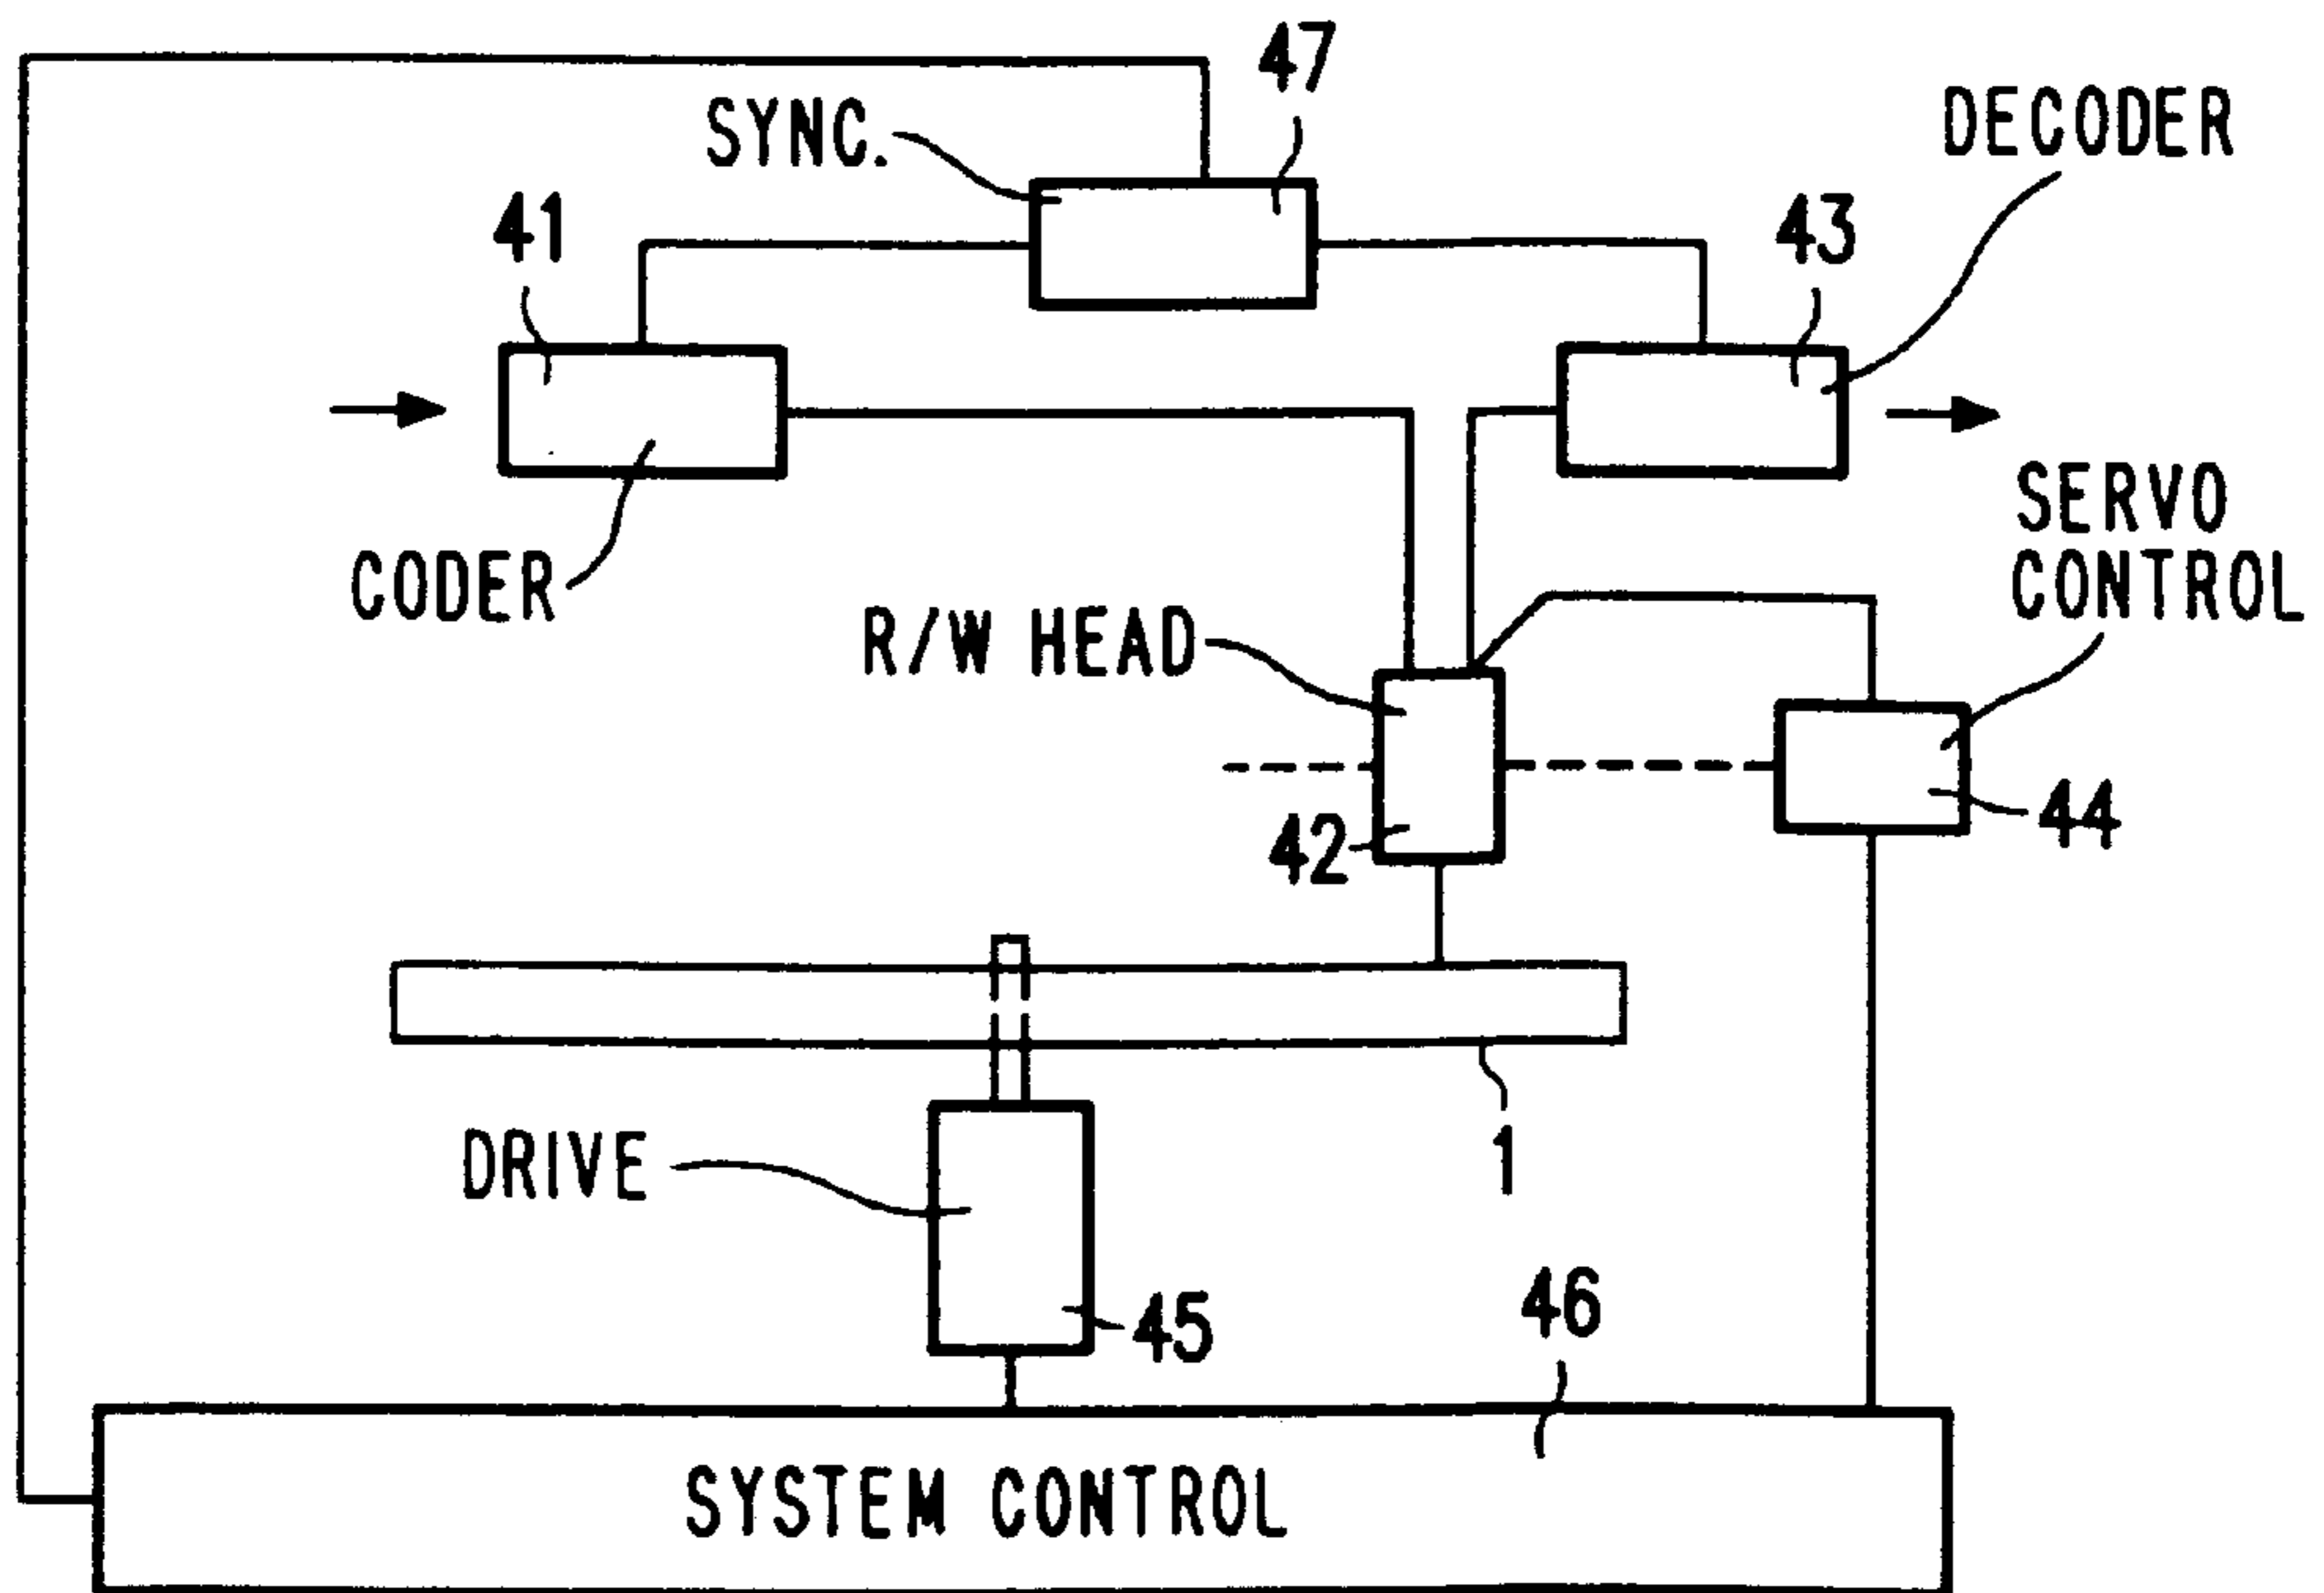 47
SYNC.
DECODER
41
43
CODER
SERVO
CONTROL
R/W HEAD
42
44
1
DRIVE
45
46
SYSTEM CONTROL